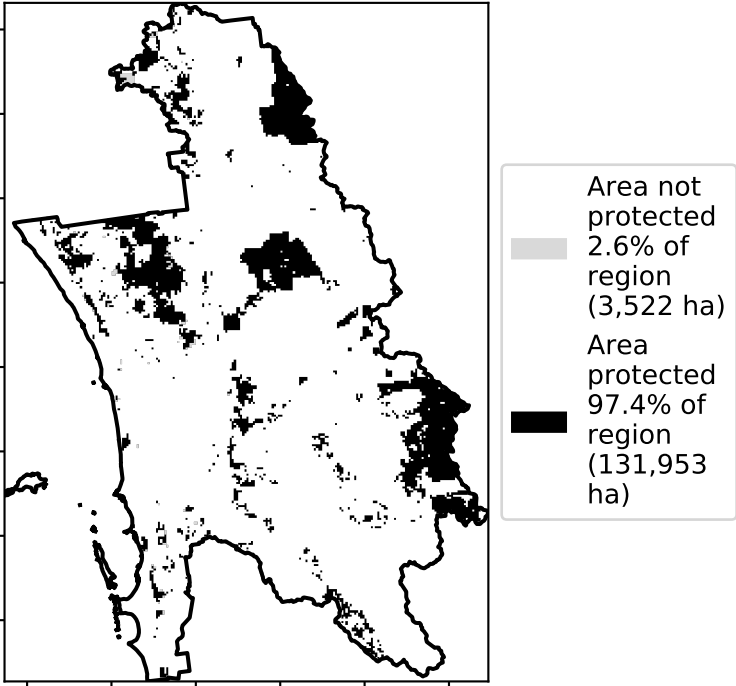 Area not
protected
2.6% of
region
(3,522 ha)
Area
protected
97.4% of
region
(131,953
ha)